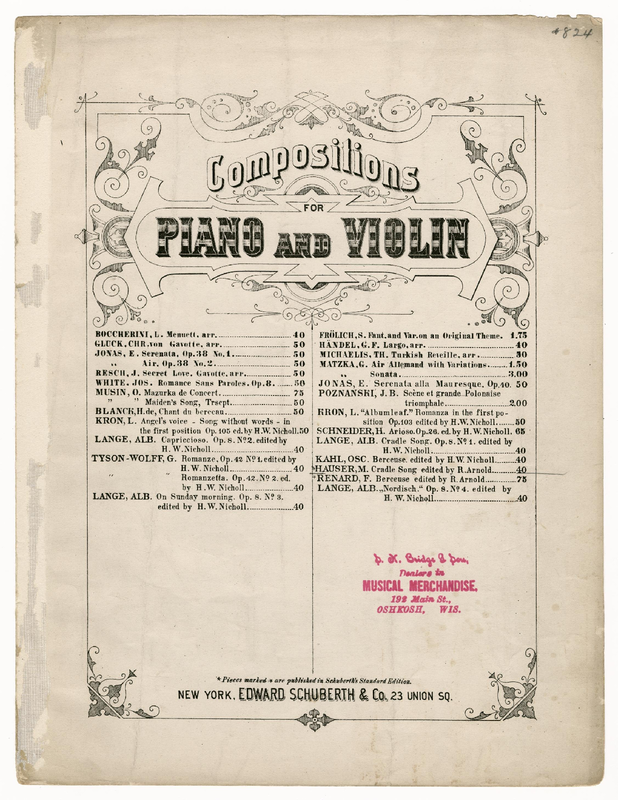 #824
Compositions
FOR
PIANO AND VIOLIN
BOCCHERINI, L. Menuett, arr. 40
GLUCK, CHR. von Gavotte, arr. 50
JONAS, E. Serenata, Op. 38 No. 1. 50
„ Air, Op. 38 No. 2. 50
RESCH, J. Secret Love. Gavotte, arr. 50
WHITE, JOS. Romance Sans Paroles, Op. 8. 50
MUSIN, O. Mazurka de Concert. 75
" Maiden's Song, Trscpt. 50
BLANCK, H. de, Chant du berceau. 50
KRON, L. Angel's voice - Song without words - in
the first position Op. 105 ed. by H.W. Nicholl. 50
LANGE, ALB. Capriccioso. Op. 8. No. 2. edited by
H. W. Nicholl 40
TYSON-WOLFF, G. Romanze, Op. 42 No. 1. edited by
" " H. W. Nicholl 40
Romanzetta. Op. 42. No. 2. ed.
by H. W. Nicholl 40
LANGE, ALB. On Sunday morning. Op. 8. No. 3.
edited by H. W. Nicholl 40
FRÖLICH, S. Fant. and Var. on an Original Theme. 1.75
HÄNDEL, G. F. Largo, arr. 40
MICHAELIS, TH. Turkish Reveille, arr. 80
MATZKA, G. Air Allemand with Variations 1.50
„ Sonata. 3.00
JONAS, E. Serenata alla Mauresque, Op. 40. 50
POZNANSKI, J. B. Scène et grande Polonaise
triomphale 2.00
KRON, L. "Albumleaf." Romanza in the first po-
sition Op. 103 edited by H. W. Nicholl 50
SCHNEIDER, H. Arioso. Op. 26. ed. by H. W. Nicholl. 65
LANGE, ALB. Cradle Song. Op. 8. No. 1. edited by
H. W. Nicholl 40
KAHL, OSC. Berceuse. edited by H. W. Nicholl 40
HAUSER, M. Cradle Song edited by R. Arnold 40
RENARD, F. Berceuse edited by R. Arnold 75
LANGE, ALB. „Nordisch." Op. 8. No. 4. edited by
H. W. Nicholl 40
Dealers in
MUSICAL MERCHANDISE,
192 Main St.,
OSHKOSH, WIS.
* Pieces marked * are published in Schuberth's Standard Edition.
NEW YORK, EDWARD SCHUBERTH & Co. 23 UNION SQ.